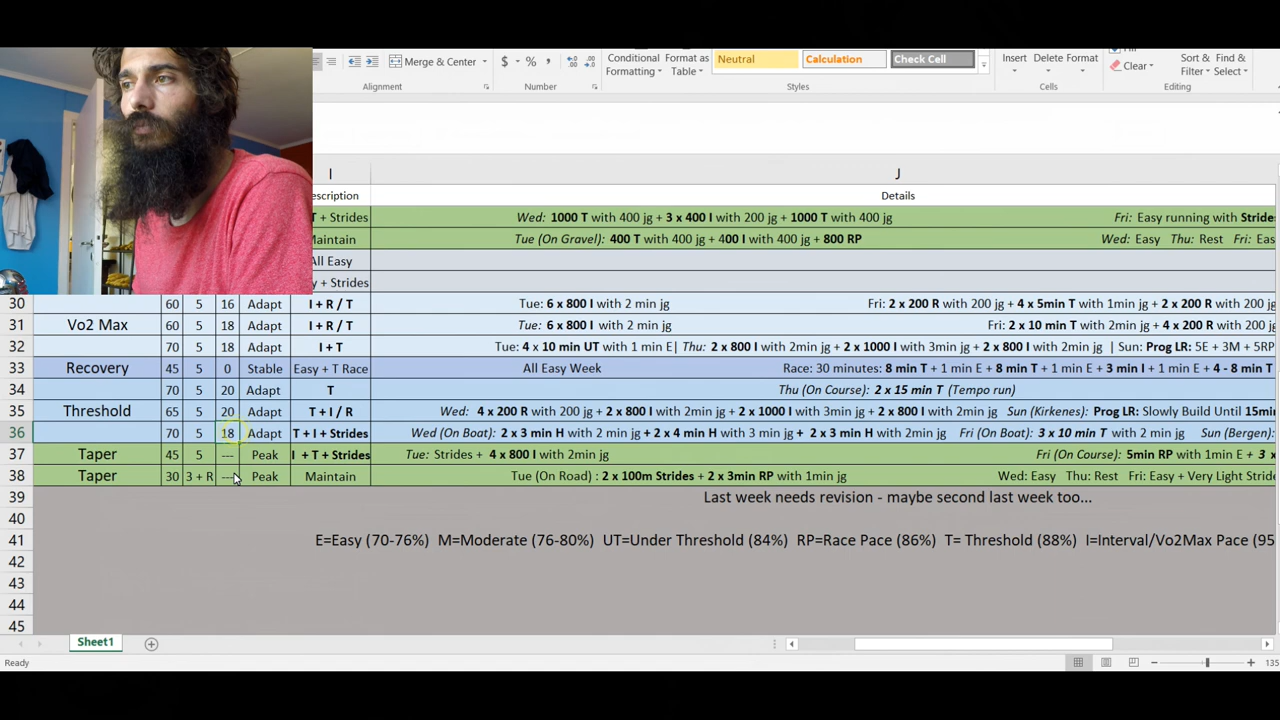 Merge & Center
$ % ,
Conditional Formatting
Format as Table
Neutral
Calculation
Check Cell
Insert Delete Format
Clear
Sort & Filter
Find & Select
Alignment
Number
Styles
Cells
Editing
I J
escription Details
T + Strides Wed: 1000 T with 400 jg + 3 x 400 I with 200 jg + 1000 T with 400 jg Fri: Easy running with Stride
Maintain Tue (On Gravel): 400 T with 400 jg + 400 I with 400 jg + 800 RP Wed: Easy Thu: Rest Fri: Eas
All Easy
y + Strides
30 60 5 16 Adapt I + R / T Tue: 6 x 800 I with 2 min jg Fri: 2 x 200 R with 200 jg + 4 x 5min T with 1min jg + 2 x 200 R with 200 jg
31 Vo2 Max 60 5 18 Adapt I + R / T Tue: 6 x 800 I with 2 min jg Fri: 2 x 10 min T with 2min jg + 4 x 200 R with 200 jg
32 70 5 18 Adapt I + T Tue: 4 x 10 min UT with 1 min E| Thu: 2 x 800 I with 2min jg + 2 x 1000 I with 3min jg + 2 x 800 I with 2min jg | Sun: Prog LR: 5E + 3M + 5RP
33 Recovery 45 5 0 Stable Easy + T Race All Easy Week Race: 30 minutes: 8 min T + 1 min E + 8 min T + 1 min E + 3 min I + 1 min E + 4 - 8 min T
34 70 5 20 Adapt T Thu (On Course): 2 x 15 min T (Tempo run)
35 Threshold 65 5 20 Adapt T + I / R Wed: 4 x 200 R with 200 jg + 2 x 800 I with 2min jg + 2 x 1000 I with 3min jg + 2 x 800 I with 2min jg Sun (Kirkenes): Prog LR: Slowly Build Until 15min
36 70 5 18 Adapt T + I + Strides Wed (On Boat): 2 x 3 min H with 2 min jg + 2 x 4 min H with 3 min jg + 2 x 3 min H with 2min jg Fri (On Boat): 3 x 10 min T with 2 min jg Sun (Bergen):
37 Taper 45 5 --- Peak I + T + Strides Tue: Strides + 4 x 800 I with 2min jg Fri (On Course): 5min RP with 1min E + 3 x
38 Taper 30 3 + R --- Peak Maintain Tue (On Road) : 2 x 100m Strides + 2 x 3min RP with 1min jg Wed: Easy Thu: Rest Fri: Easy + Very Light Stride
39 Last week needs revision - maybe second last week too...
40
41 E=Easy (70-76%) M=Moderate (76-80%) UT=Under Threshold (84%) RP=Race Pace (86%) T= Threshold (88%) I=Interval/Vo2Max Pace (95
42
43
44
45
Sheet1
Ready 135